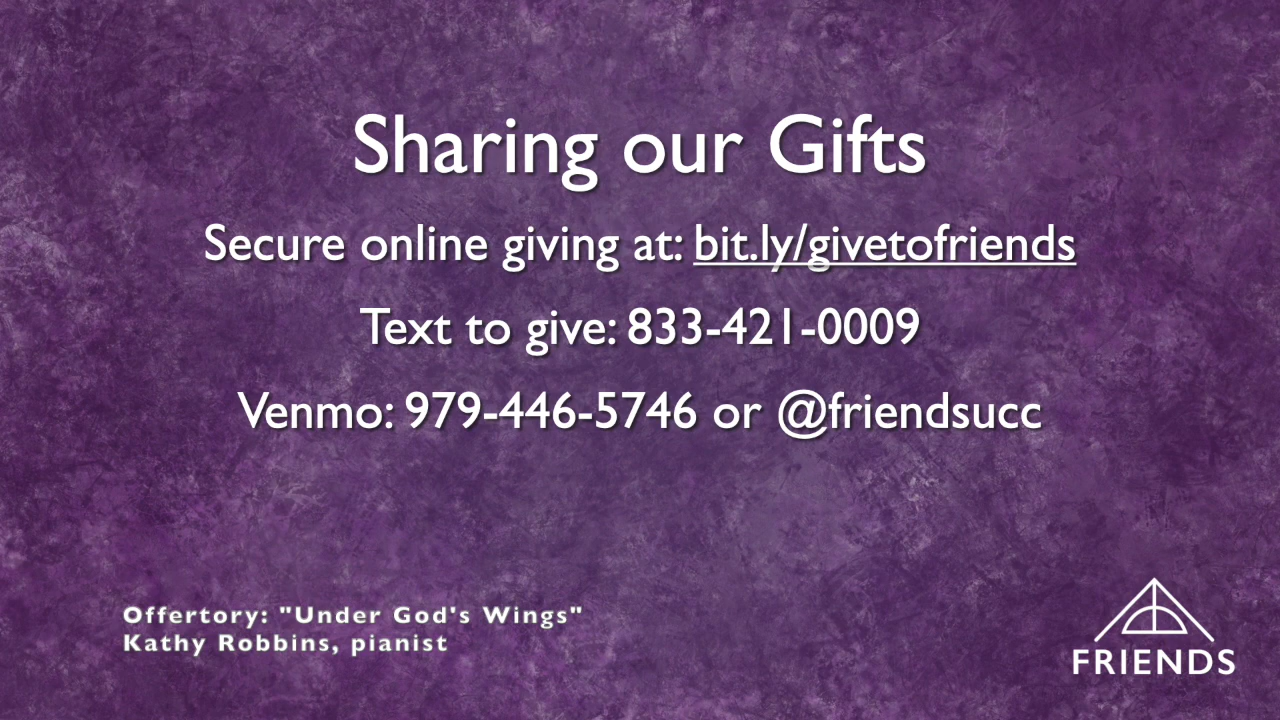 Sharing our Gifts
Secure online giving at: bit.ly/givetofriends
Text to give: 833-421-0009
Venmo: 979-446-5746 or @friendsucc
Offertory: "Under God's Wings"
Kathy Robbins, pianist
FRIENDS